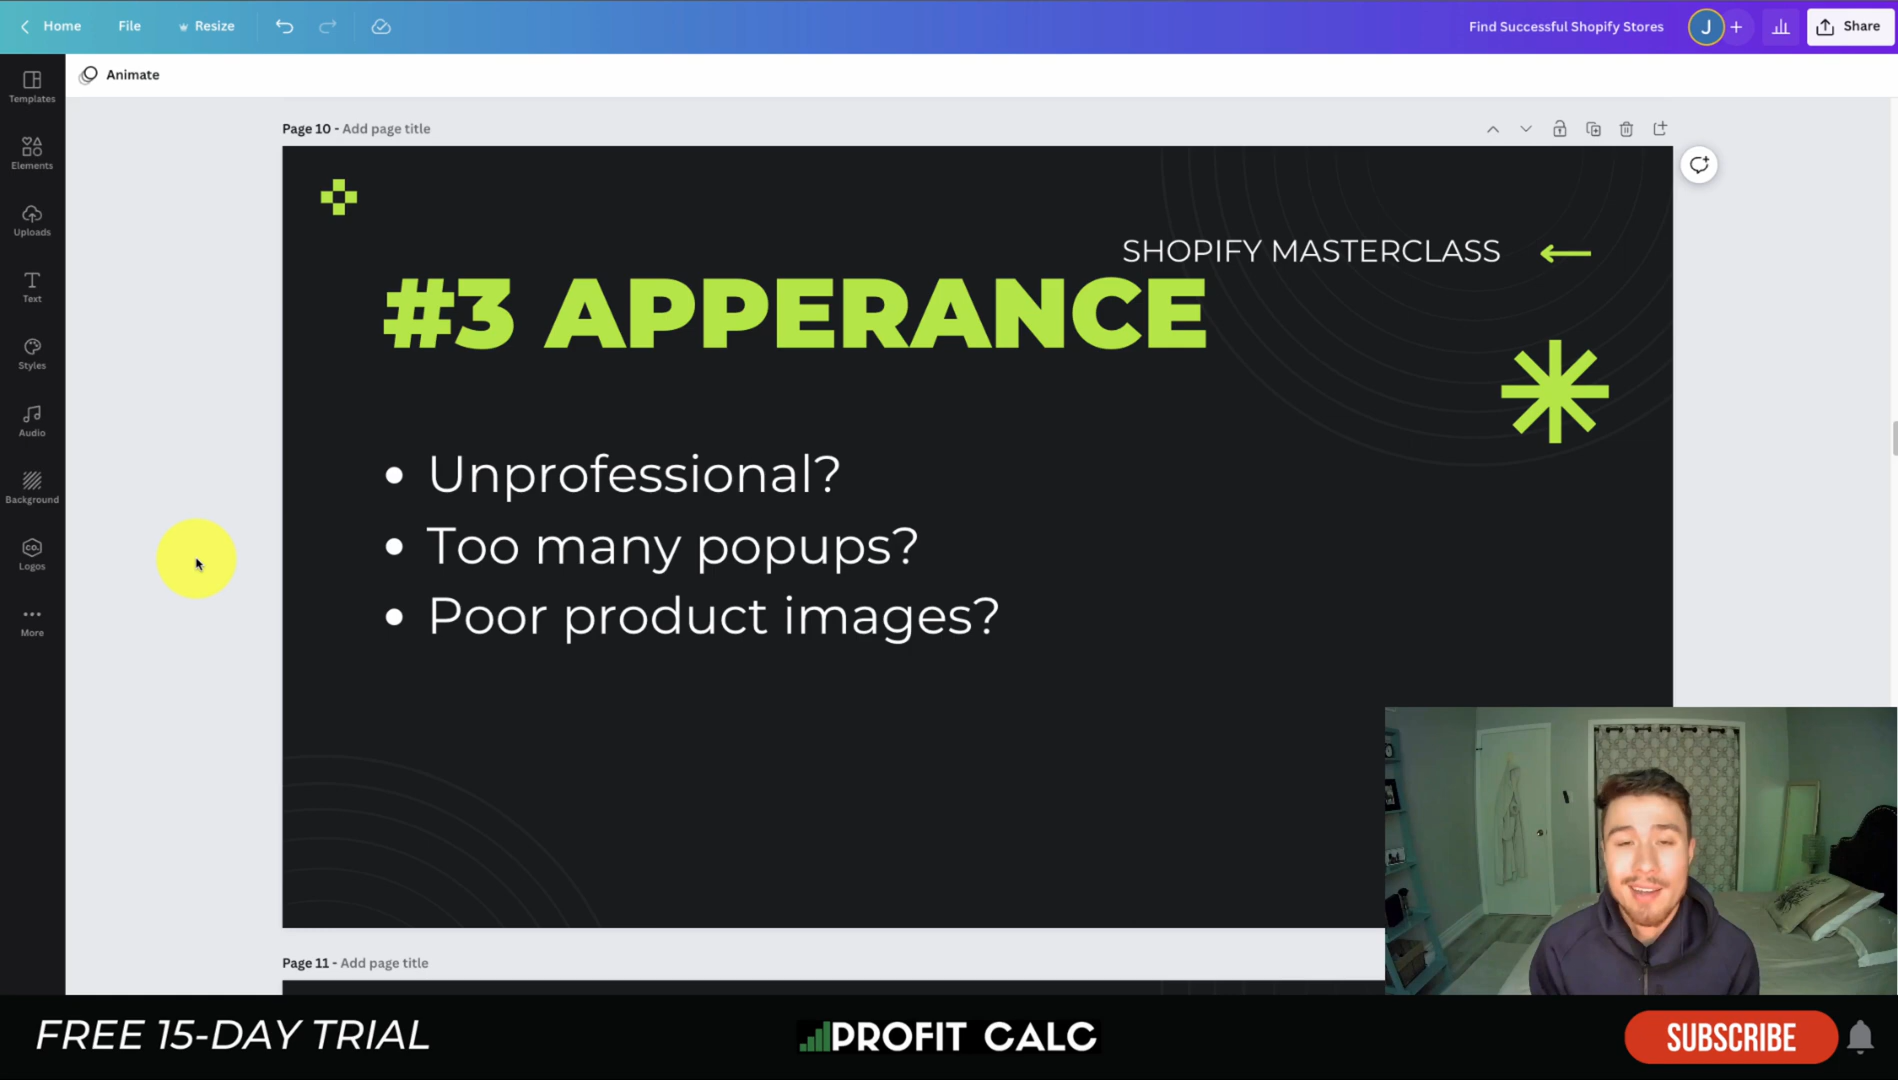 Home File Resize Find Successful Shopify Stores J + Share
Animate
Templates
Elements
Uploads
Text
Styles
Audio
Background
CO.
Logos
More
Page 10 - Add page title
SHOPIFY MASTERCLASS
#3 APPERANCE
• Unprofessional?
• Too many popups?
• Poor product images?
Page 11 - Add page title
FREE 15-DAY TRIAL PROFIT CALC SUBSCRIBE